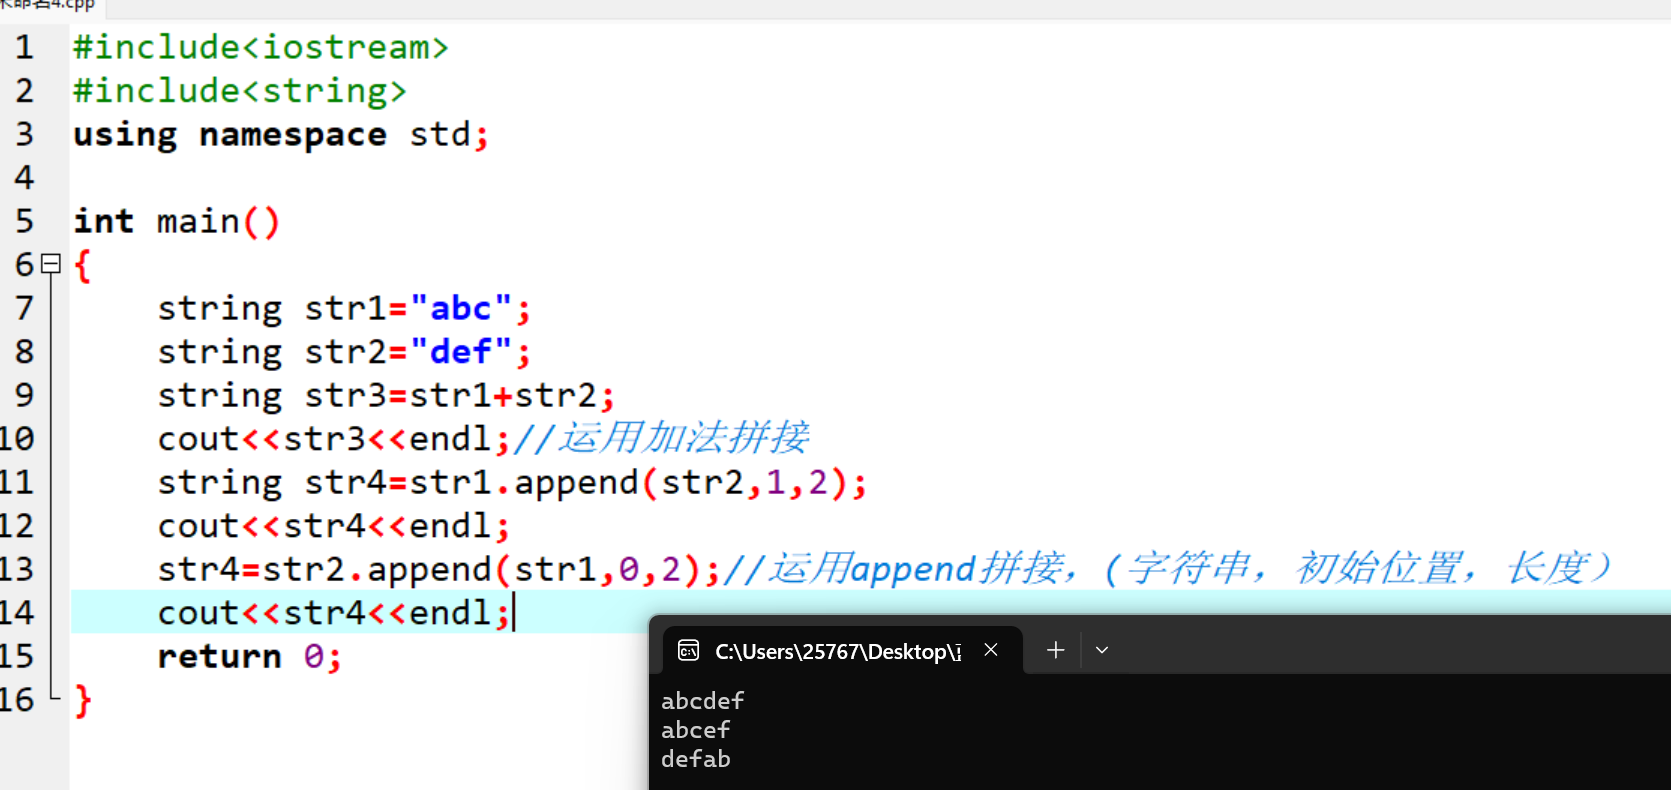 未命名4.cpp
1 #include<iostream>
2 #include<string>
3 using namespace std;
4
5 int main()
6 {
7 string str1="abc";
8 string str2="def";
9 string str3=str1+str2;
10 cout<<str3<<endl;//运用加法拼接
11 string str4=str1.append(str2,1,2);
12 cout<<str4<<endl;
13 str4=str2.append(str1,0,2);//运用append拼接，(字符串，初始位置，长度）
14 cout<<str4<<endl;
15 return 0;
16 }
C:\Users\25767\Desktop\
abcdef
abcef
defab